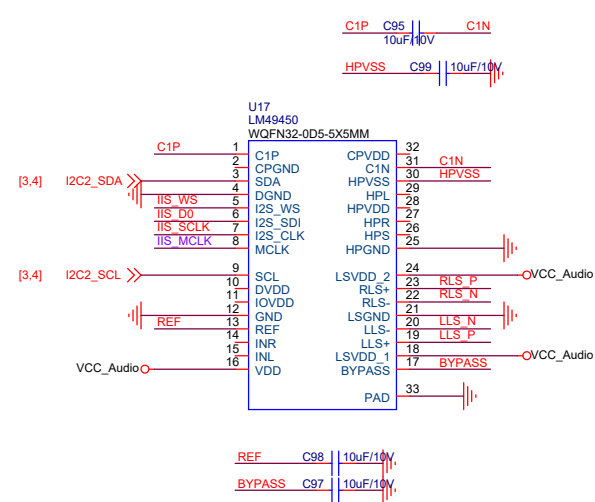 C1P C95 C1N
10uF/10V
HPVSS C99 10uF/10V
U17
LM49450
WQFN32-0D5-5X5MM
C1P 1 C1P CPVDD 32
2 CPGND C1N 31 C1N
[3,4] I2C2_SDA 3 SDA HPVSS 30 HPVSS
4 DGND HPL 29
IIS_WS 5 I2S_WS HPVDD 28
IIS_D0 6 I2S_SDI HPR 27
IIS_SCLK 7 I2S_CLK HPS 26
IIS_MCLK 8 MCLK HPGND 25
[3,4] I2C2_SCL 9 SCL LSVDD_2 24 VCC_Audio
10 DVDD RLS+ 23 RLS_P
11 IOVDD RLS- 22 RLS_N
12 GND LSGND 21
REF 13 REF LLS- 20 LLS_N
14 INR LLS+ 19 LLS_P
15 INL LSVDD_1 18 VCC_Audio
VCC_Audio 16 VDD BYPASS 17 BYPASS
PAD 33
REF C98 10uF/10V
BYPASS C97 10uF/10V